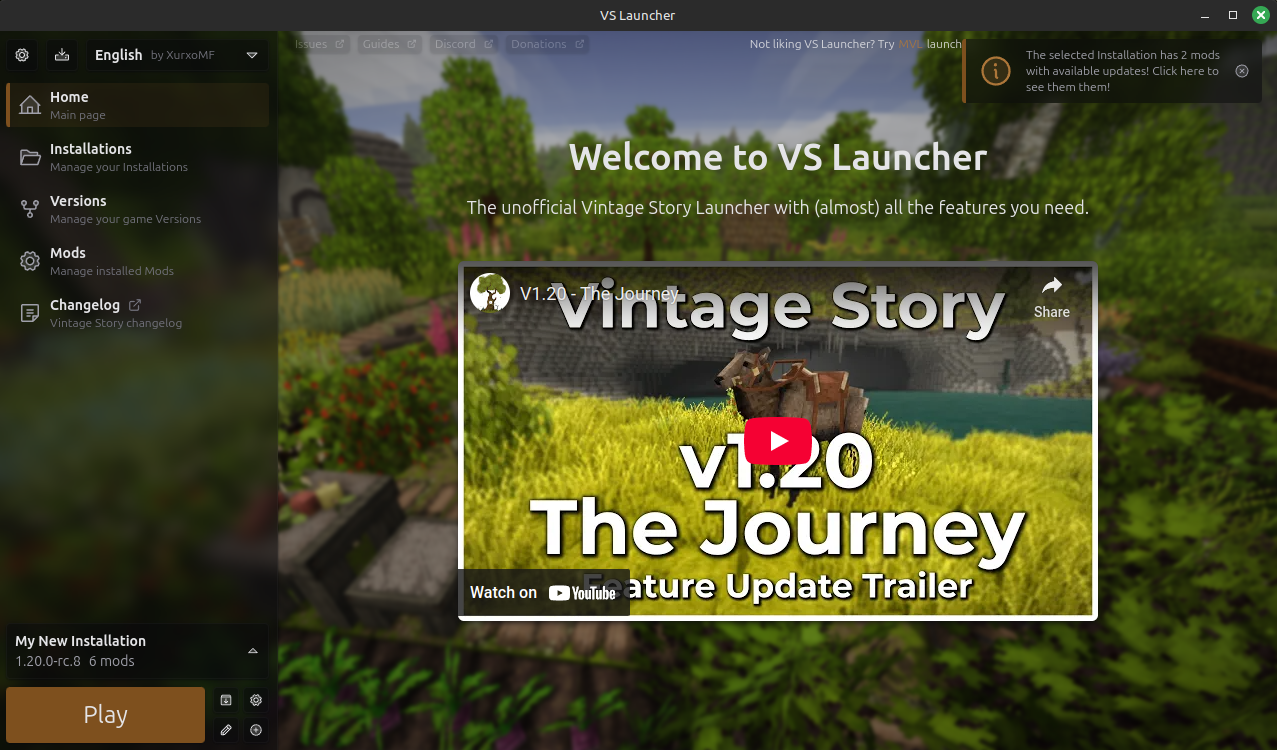 VS Launcher
English by XurxoMF
Issues
Guides
Discord
Donations
Not liking VS Launcher? Try MVL launch
The selected Installation has 2 mods
with available updates! Click here to
see them them!
Home
Main page
Installations
Manage your Installations
Versions
Manage your game Versions
Mods
Manage installed Mods
Changelog
Vintage Story changelog
Welcome to VS Launcher
The unofficial Vintage Story Launcher with (almost) all the features you need.
V1.20 - The Journey
Share
Vintage Story
v1.20
The Journey
Feature Update Trailer
Watch on YouTube
My New Installation
1.20.0-rc.8 6 mods
Play